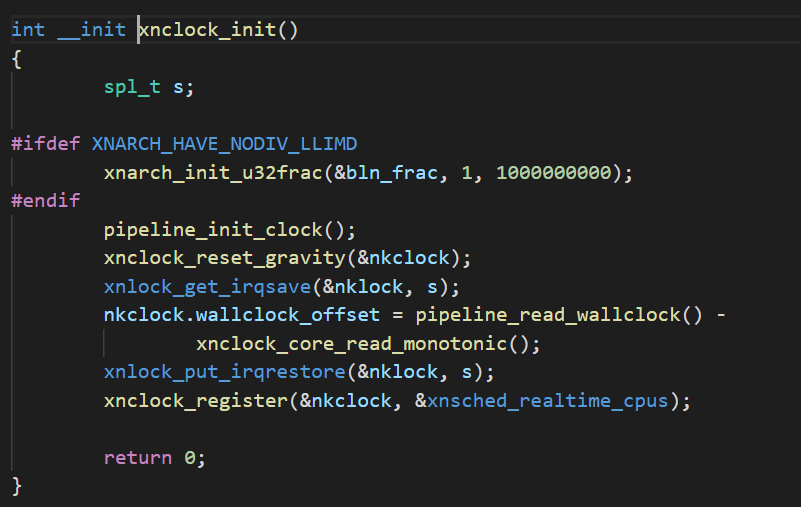 int __init xnclock_init()
{
        spl_t s;

#ifdef XNARCH_HAVE_NODIV_LLIMD
        xnarch_init_u32frac(&bln_frac, 1, 1000000000);
#endif
        pipeline_init_clock();
        xnclock_reset_gravity(&nkclock);
        xnlock_get_irqsave(&nklock, s);
        nkclock.wallclock_offset = pipeline_read_wallclock() -
                xnclock_core_read_monotonic();
        xnlock_put_irqrestore(&nklock, s);
        xnclock_register(&nkclock, &xnsched_realtime_cpus);

        return 0;
}